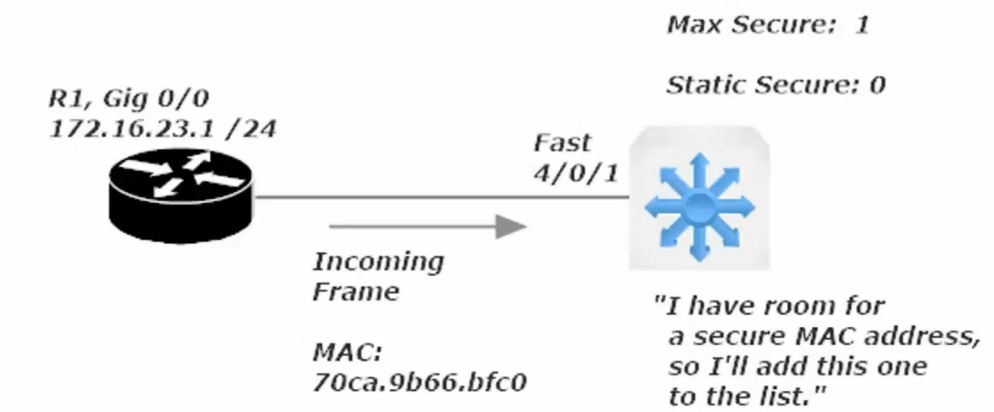 Max Secure: 1
Static Secure: 0
R1, Gig 0/0
172.16.23.1 /24
Fast
4/0/1
Incoming
Frame
MAC:
70ca.9b66.bfc0
"I have room for
a secure MAC address,
so I'll add this one
to the list."